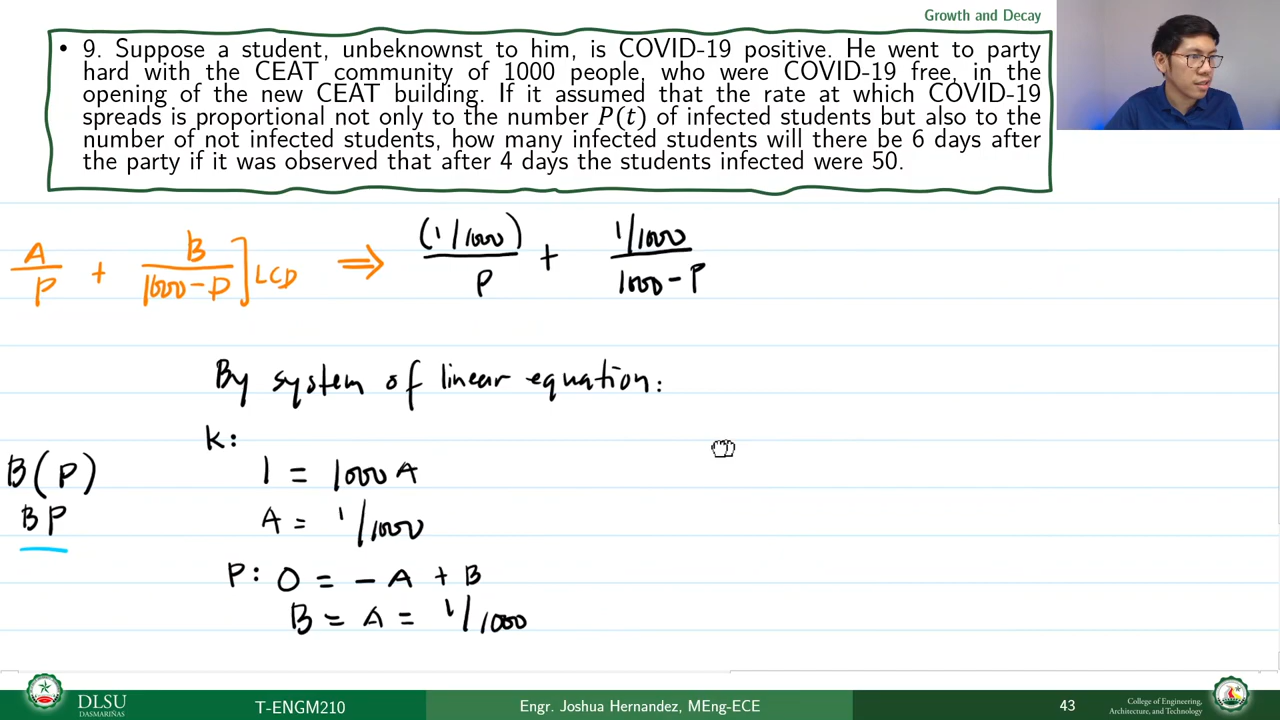 Growth and Decay
• 9. Suppose a student, unbeknownst to him, is COVID-19 positive. He went to party
hard with the CEAT community of 1000 people, who were COVID-19 free, in the
opening of the new CEAT building. If it assumed that the rate at which COVID-19
spreads is proportional not only to the number P(t) of infected students but also to the
number of not infected students, how many infected students will there be 6 days after
the party if it was observed that after 4 days the students infected were 50.
A/P + B/(1000-P) ] LCD ⇒ (1/1000)/P + (1/1000)/(1000-P)
By system of linear equation:
k:
B(P)
1 = 1000A
BP
A = 1/1000
P: 0 = -A + B
B = A = 1/1000
DLSU
DASMARIÑAS
T-ENGM210
Engr. Joshua Hernandez, MEng-ECE
43
College of Engineering,
Architecture, and Technology